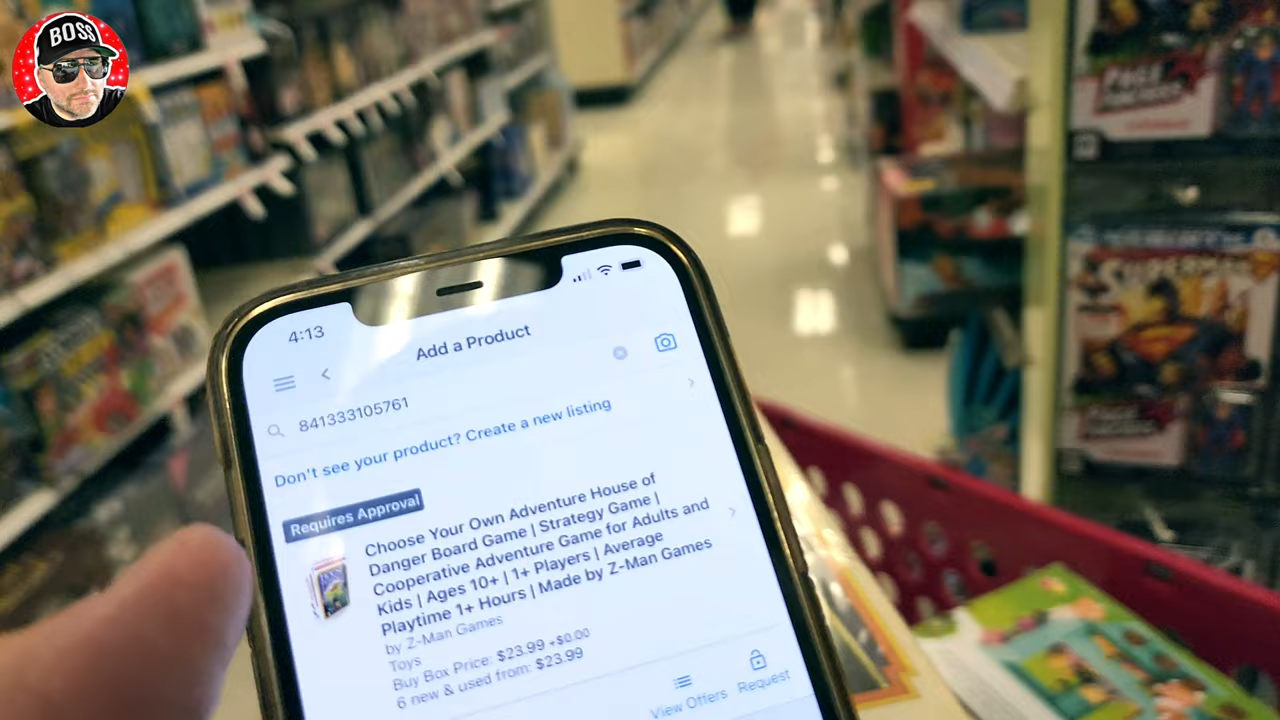 BOSS
4:13
Add a Product
841333105761
Don't see your product? Create a new listing
Requires Approval
Choose Your Own Adventure House of
Danger Board Game | Strategy Game |
Cooperative Adventure Game for Adults and
Kids | Ages 10+ | 1+ Players | Average
Playtime 1+ Hours | Made by Z-Man Games
by Z-Man Games
Toys
Buy Box Price: $23.99 +$0.00
6 new & used from: $23.99
View Offers
Request
PAGE
PUNCHERS
SUPERMAN